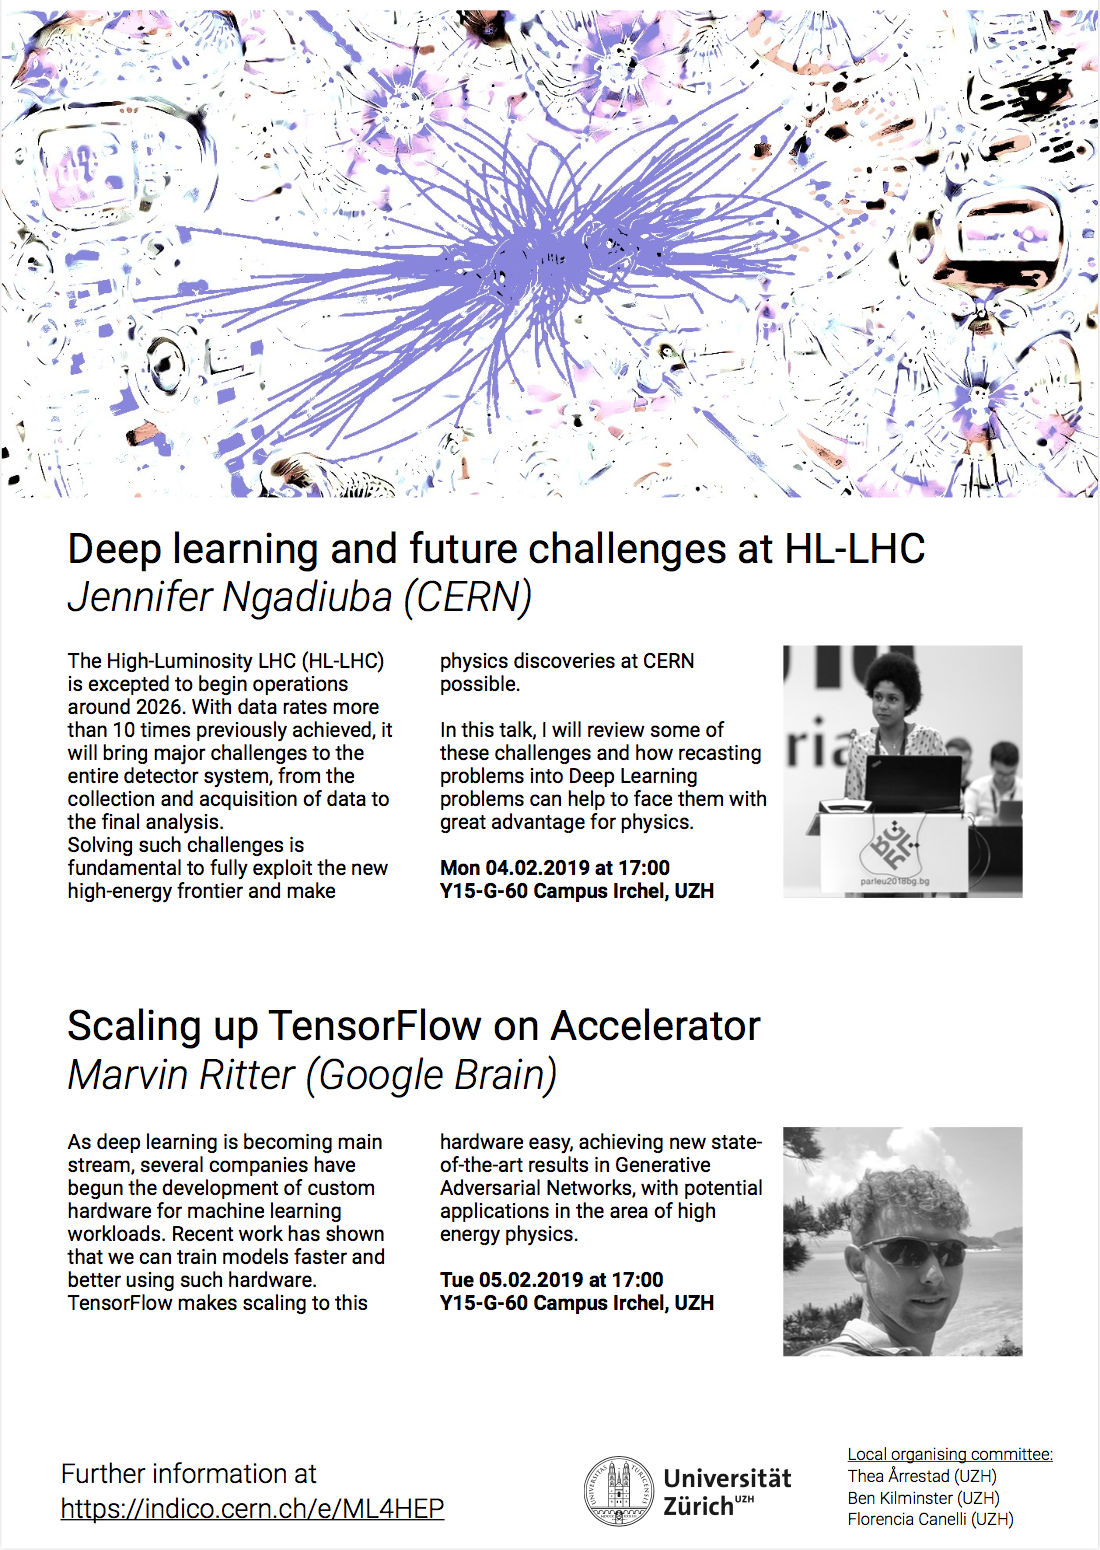 Deep learning and future challenges at HL-LHC
Jennifer Ngadiuba (CERN)
The High-Luminosity LHC (HL-LHC)
is excepted to begin operations
around 2026. With data rates more
than 10 times previously achieved, it
will bring major challenges to the
entire detector system, from the
collection and acquisition of data to
the final analysis.
Solving such challenges is
fundamental to fully exploit the new
high-energy frontier and make
physics discoveries at CERN
possible.
In this talk, I will review some of
these challenges and how recasting
problems into Deep Learning
problems can help to face them with
great advantage for physics.
Mon 04.02.2019 at 17:00
Y15-G-60 Campus Irchel, UZH
ria
parleu2018bg.bg
Scaling up TensorFlow on Accelerator
Marvin Ritter (Google Brain)
As deep learning is becoming main
stream, several companies have
begun the development of custom
hardware for machine learning
workloads. Recent work has shown
that we can train models faster and
better using such hardware.
TensorFlow makes scaling to this
hardware easy, achieving new state-
of-the-art results in Generative
Adversarial Networks, with potential
applications in the area of high
energy physics.
Tue 05.02.2019 at 17:00
Y15-G-60 Campus Irchel, UZH
Further information at
https://indico.cern.ch/e/ML4HEP
Universität
Zürich UZH
Local organising committee:
Thea Årrestad (UZH)
Ben Kilminster (UZH)
Florencia Canelli (UZH)